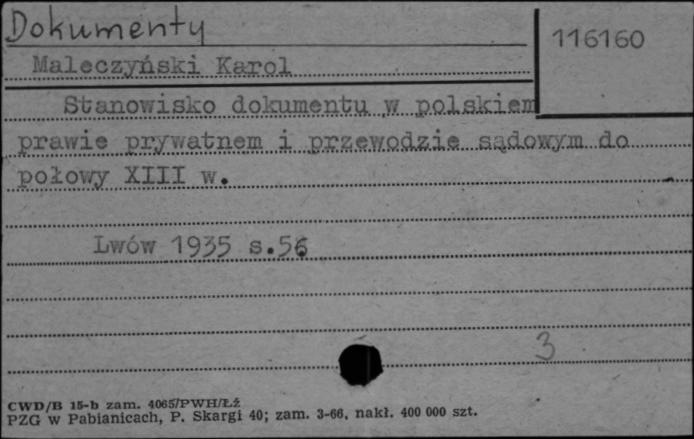 Dokumenty
116160
Maleczyński Karol
Stanowisko dokumentu w polskiem
prawie prywatnem i przewodzie sądowym do
połowy XIII w.
Lwów 1935 s.56
3
CWD/B 15-b zam. 4065/PWH/Łź
PZG w Pabianicach, P. Skargi 40; zam. 3-66, nakł. 400 000 szt.